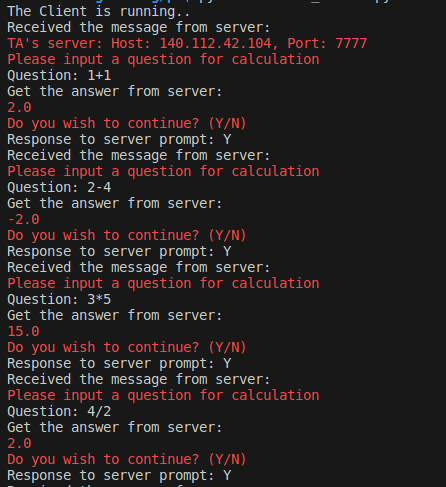 The Client is running..
Received the message from server:
TA's server: Host: 140.112.42.104, Port: 7777
Please input a question for calculation
Question: 1+1
Get the answer from server:
2.0
Do you wish to continue? (Y/N)
Response to server prompt: Y
Received the message from server:
Please input a question for calculation
Question: 2-4
Get the answer from server:
-2.0
Do you wish to continue? (Y/N)
Response to server prompt: Y
Received the message from server:
Please input a question for calculation
Question: 3*5
Get the answer from server:
15.0
Do you wish to continue? (Y/N)
Response to server prompt: Y
Received the message from server:
Please input a question for calculation
Question: 4/2
Get the answer from server:
2.0
Do you wish to continue? (Y/N)
Response to server prompt: Y